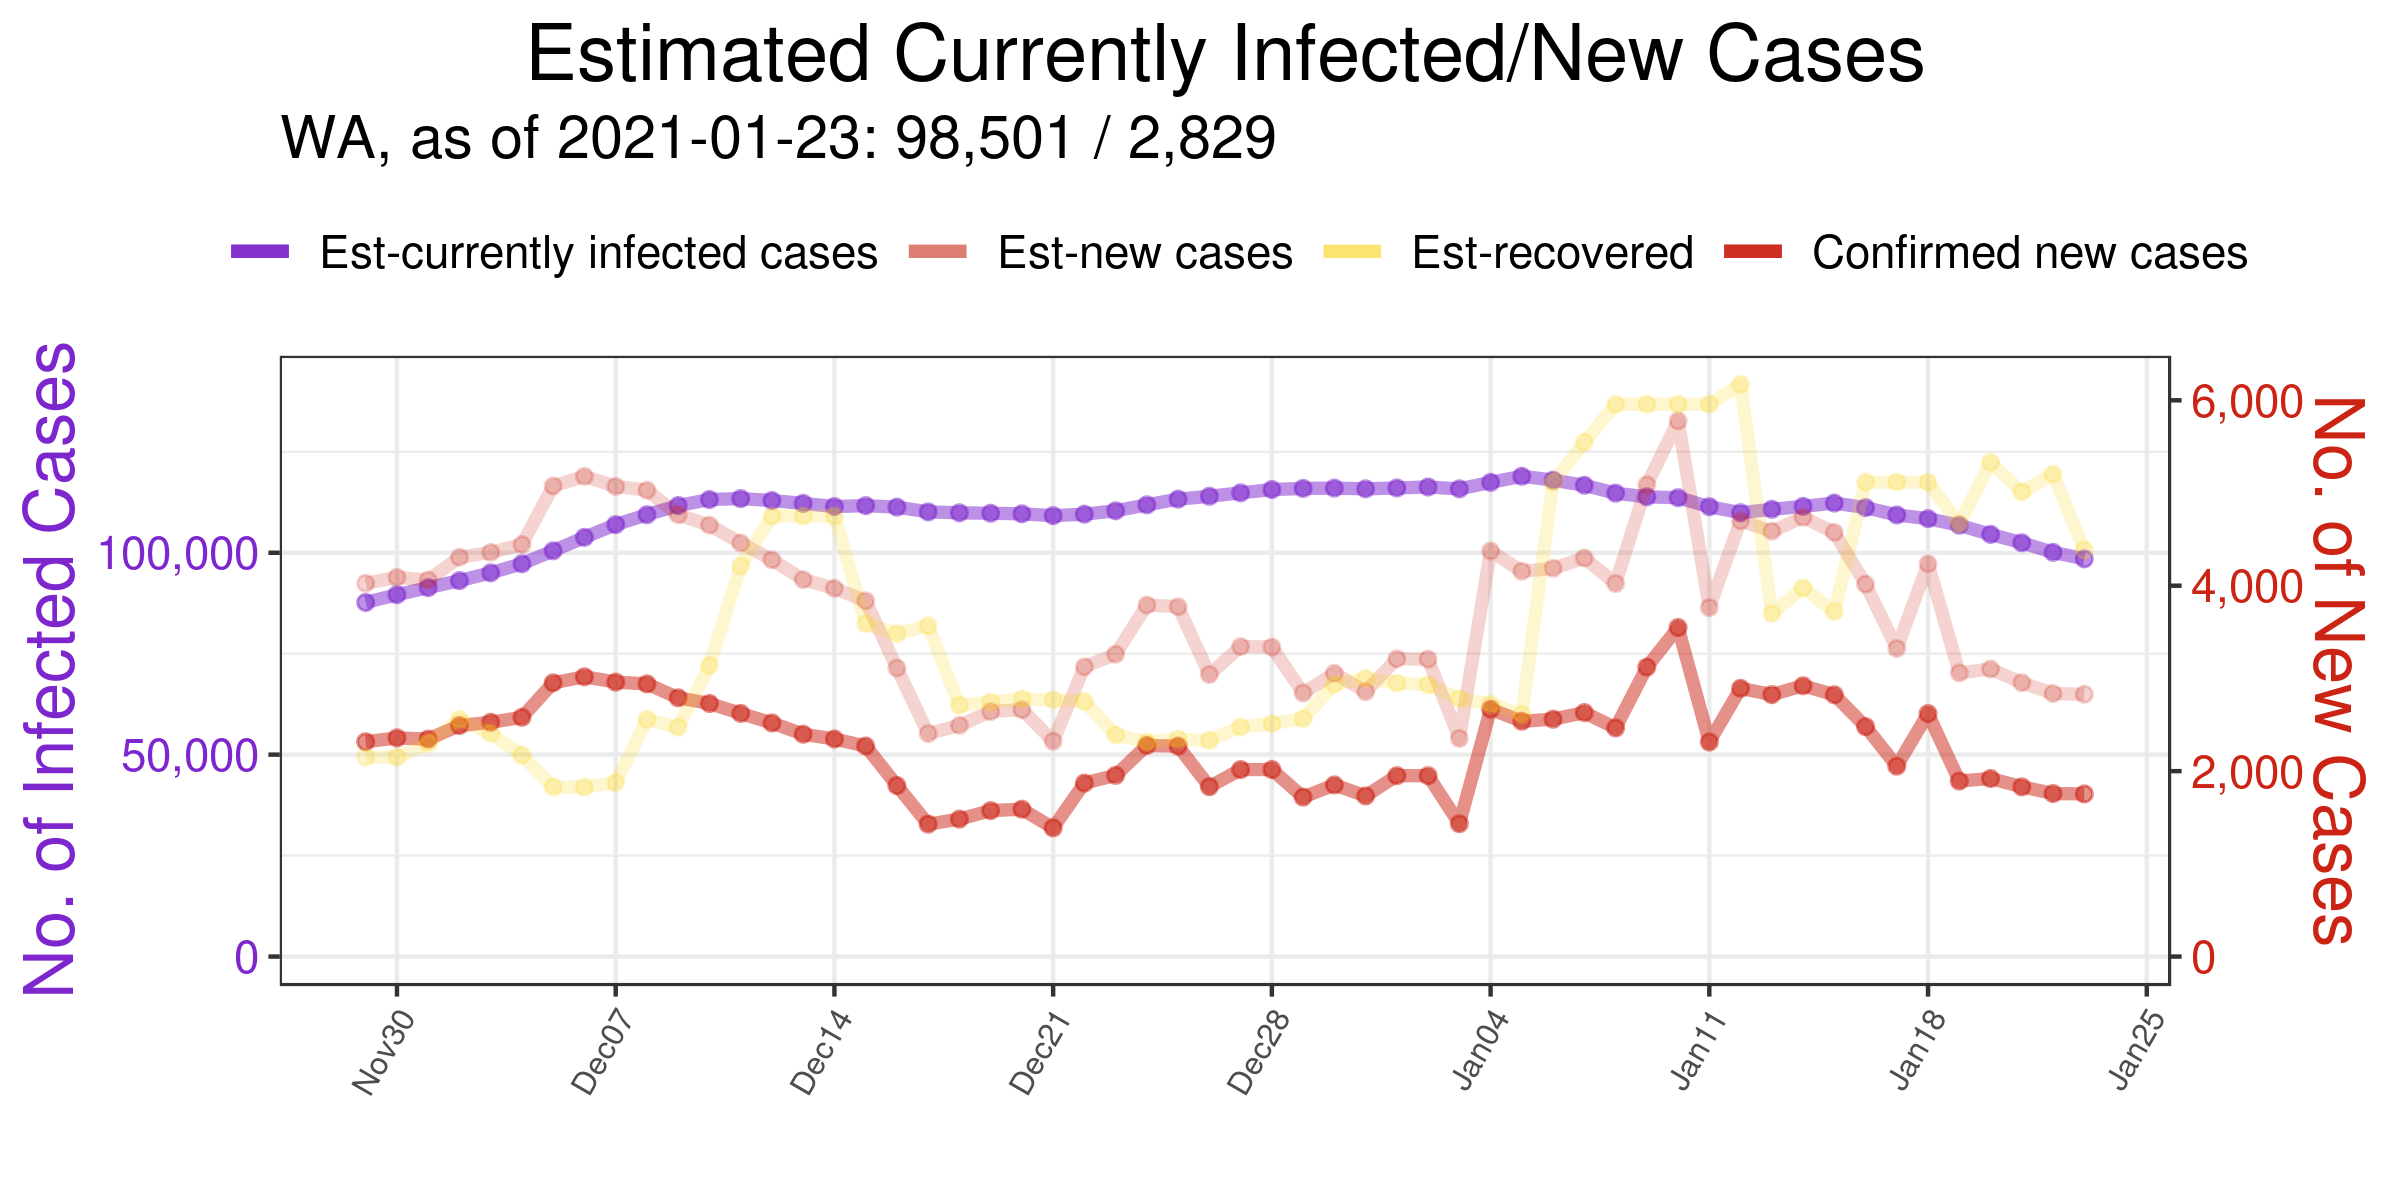 Estimated Currently Infected/New Cases
WA, as of 2021-01-23: 98,501 / 2,829
Est-currently infected cases Est-new cases Est-recovered Confirmed new cases
No. of Infected Cases
100,000
50,000
0
6,000
4,000
2,000
0
No. of New Cases
Nov30 Dec07 Dec14 Dec21 Dec28 Jan04 Jan11 Jan18 Jan25